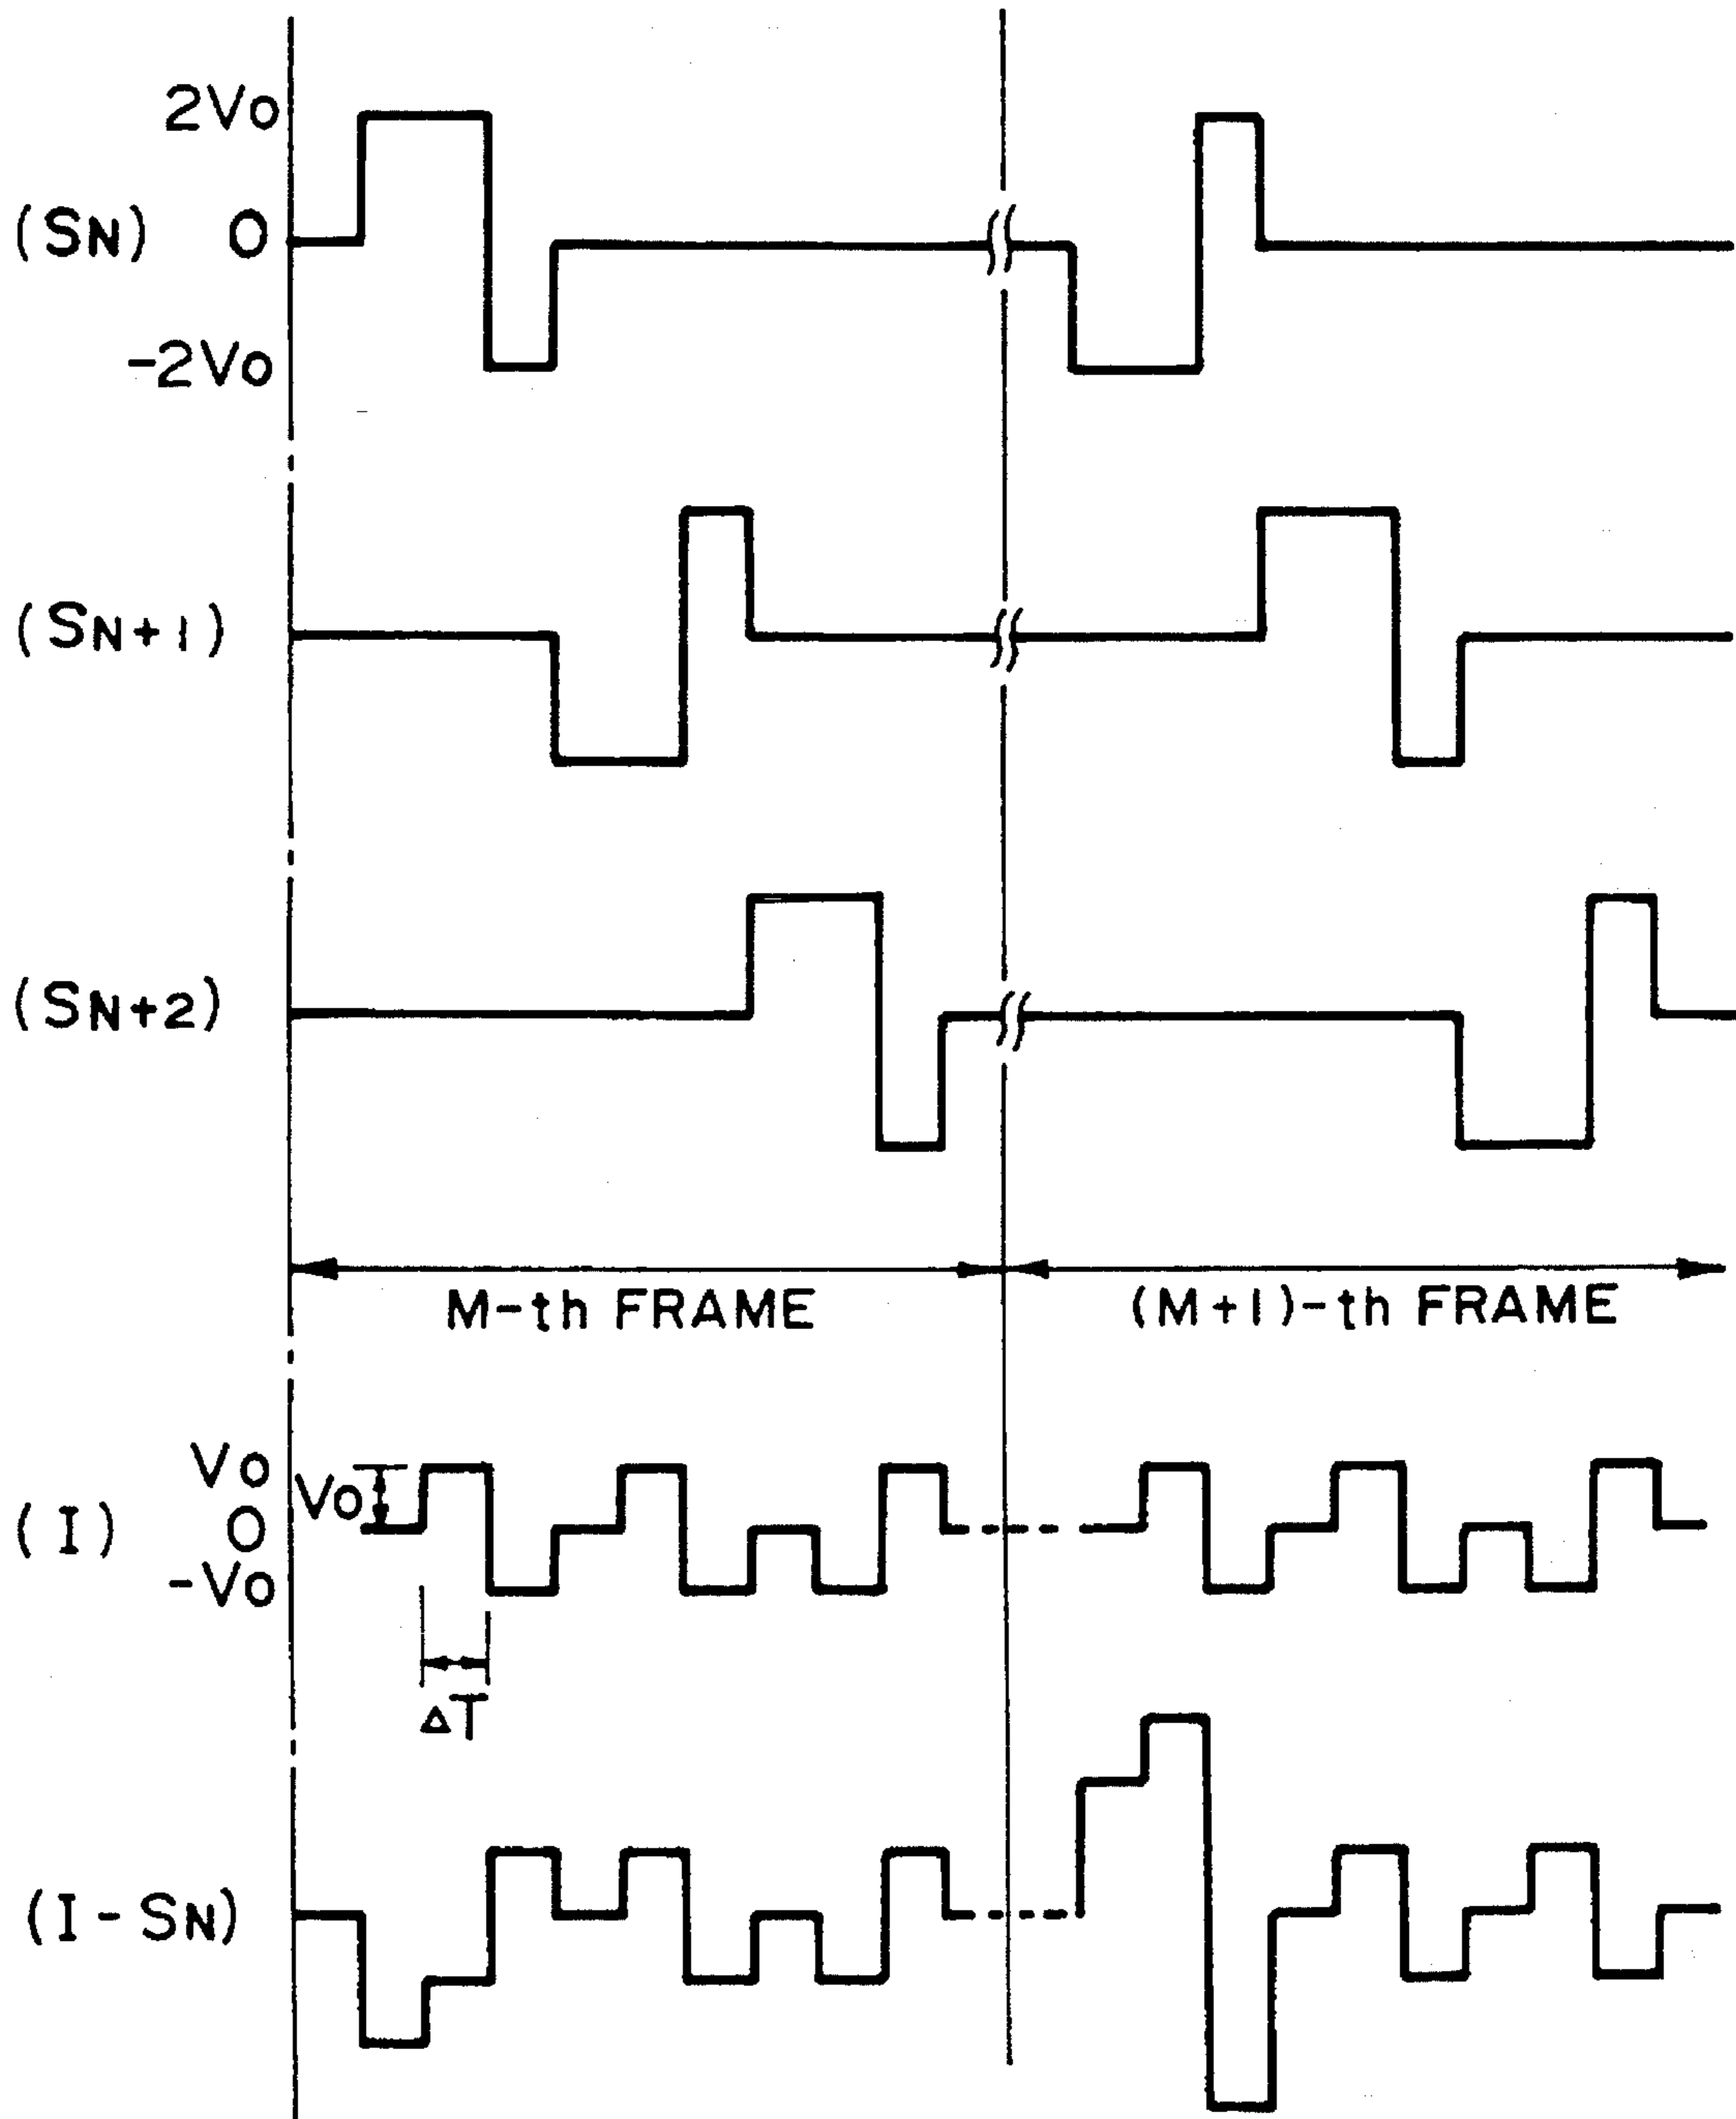 2Vo
(SN) 0
-2Vo
(SN+1)
(SN+2)
M-th FRAME (M+1)-th FRAME
Vo
Vo
(I) 0
-Vo
ΔT
(I-SN)